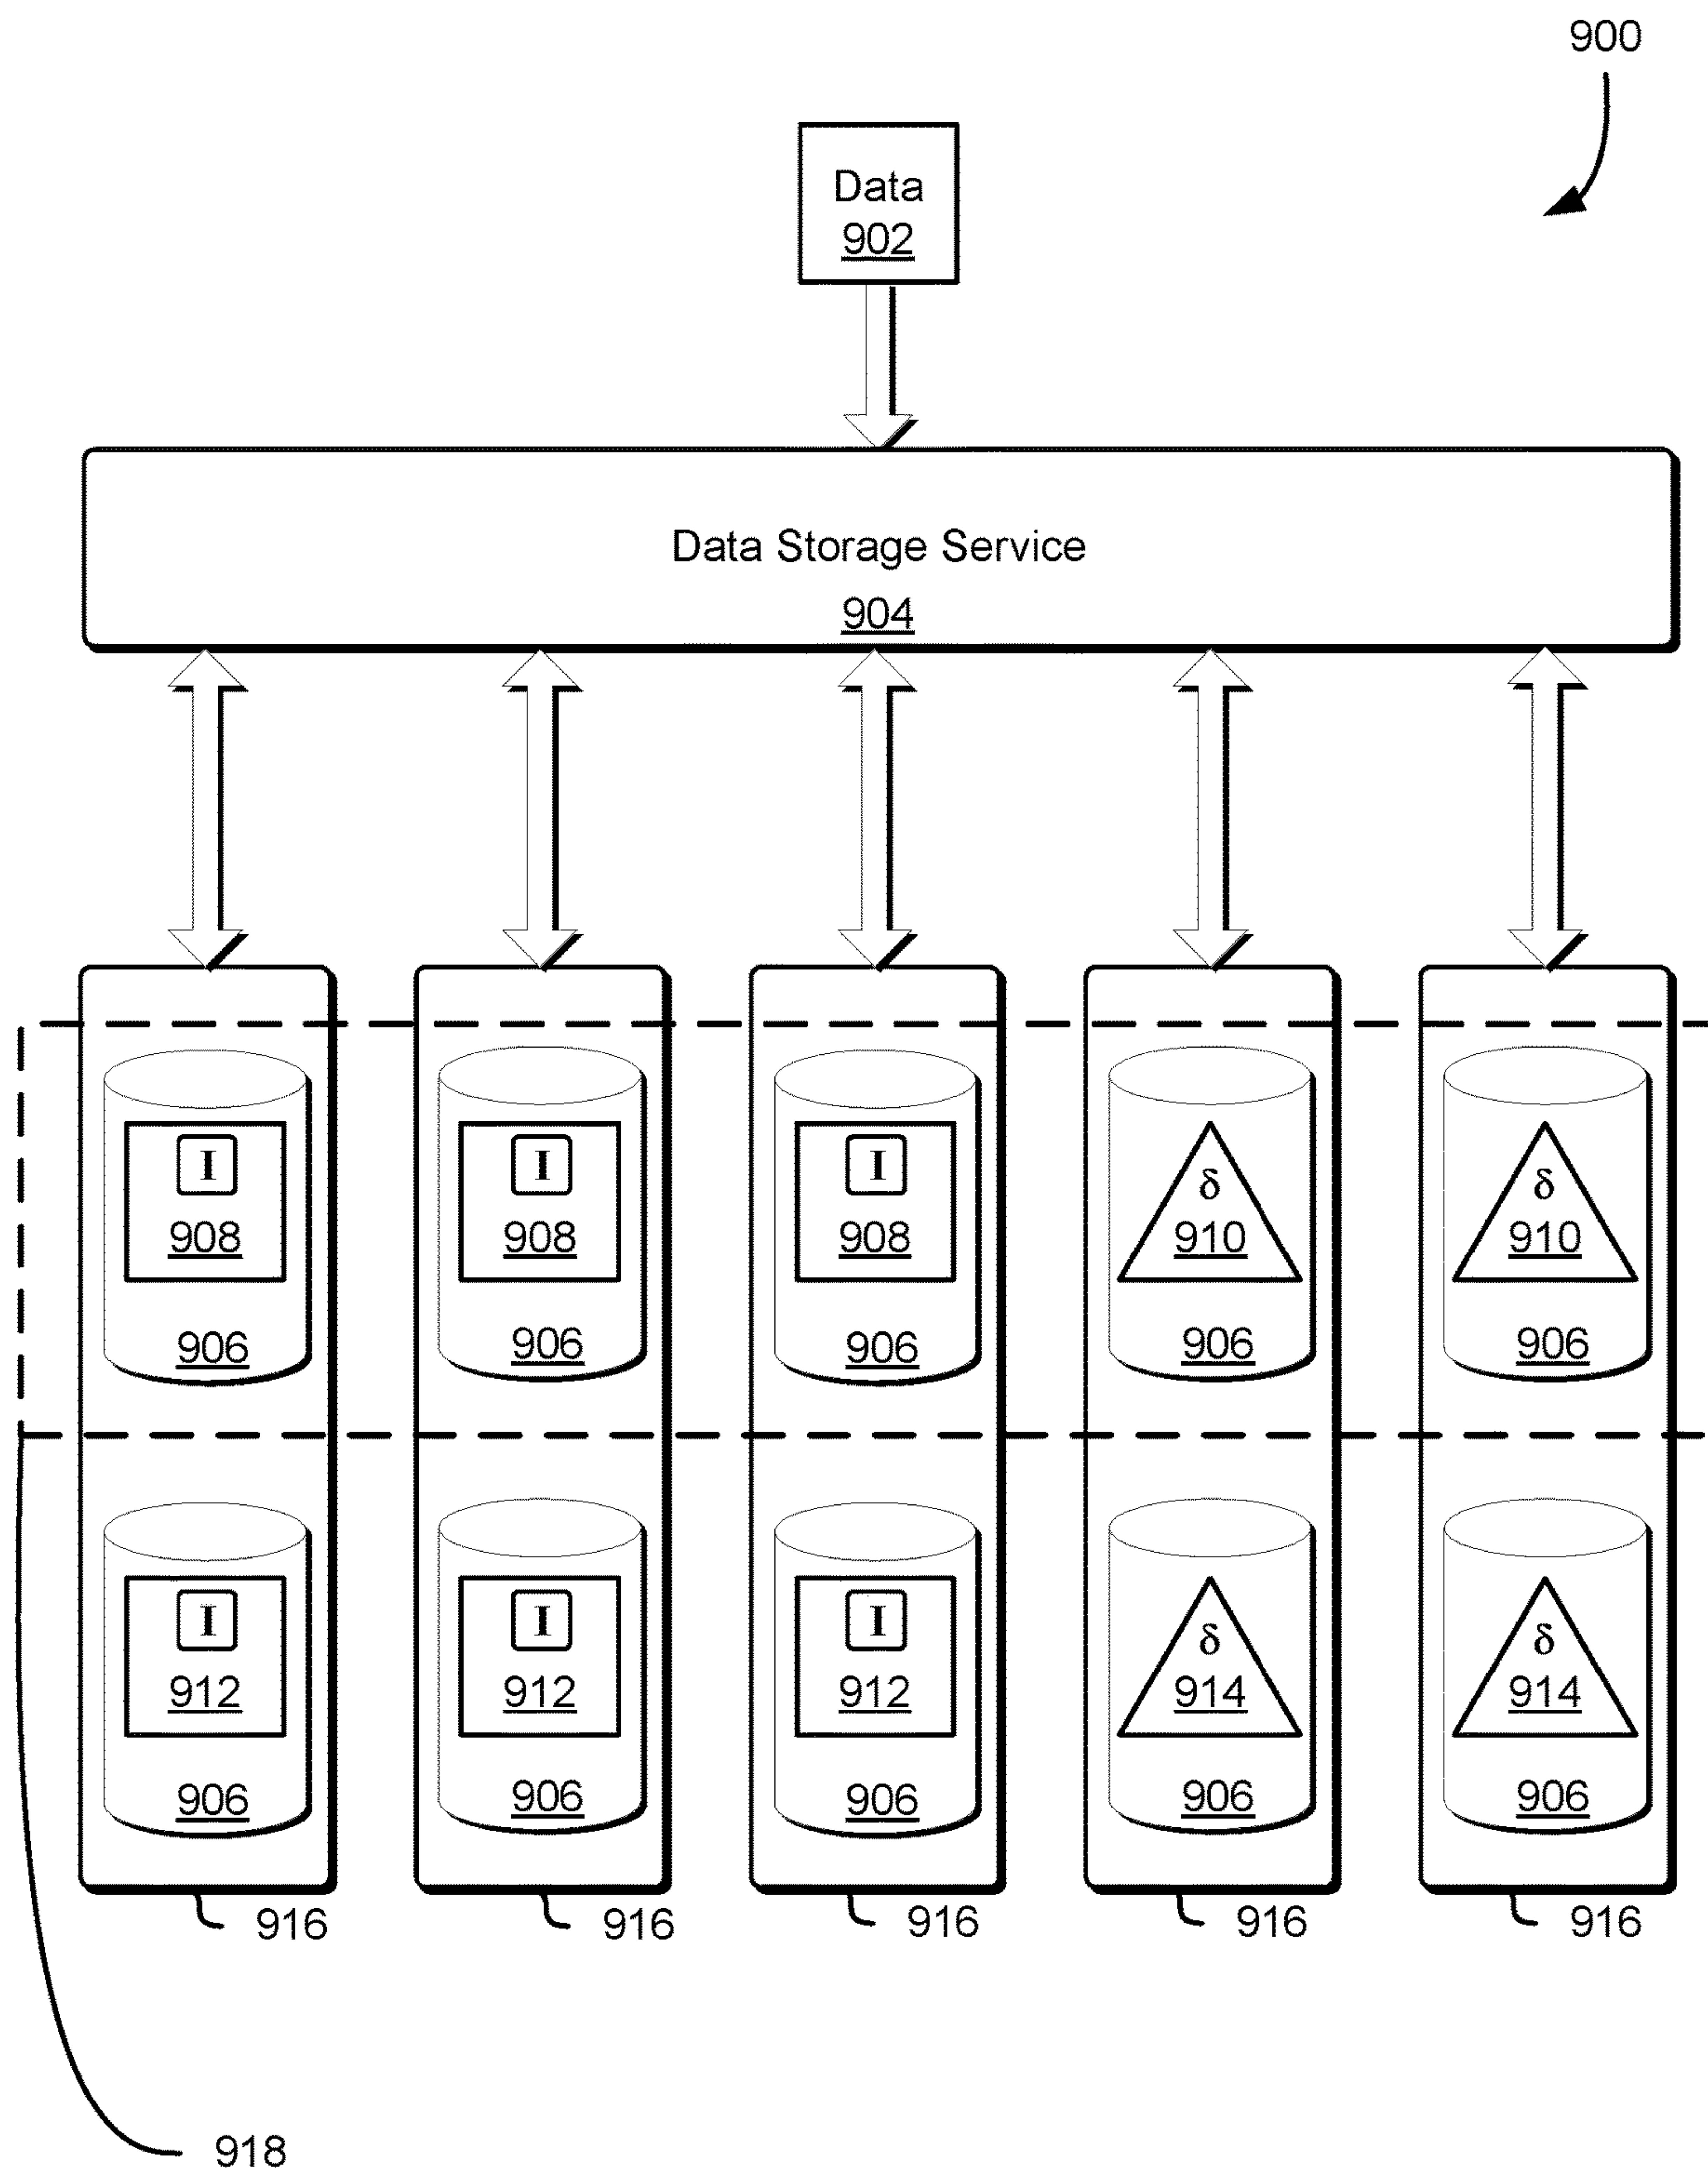 900
Data
902
Data Storage Service
904
I I I δ δ
908 908 908 910 910
906 906 906 906 906
I I I δ δ
912 912 912 914 914
906 906 906 906 906
916 916 916 916 916
918